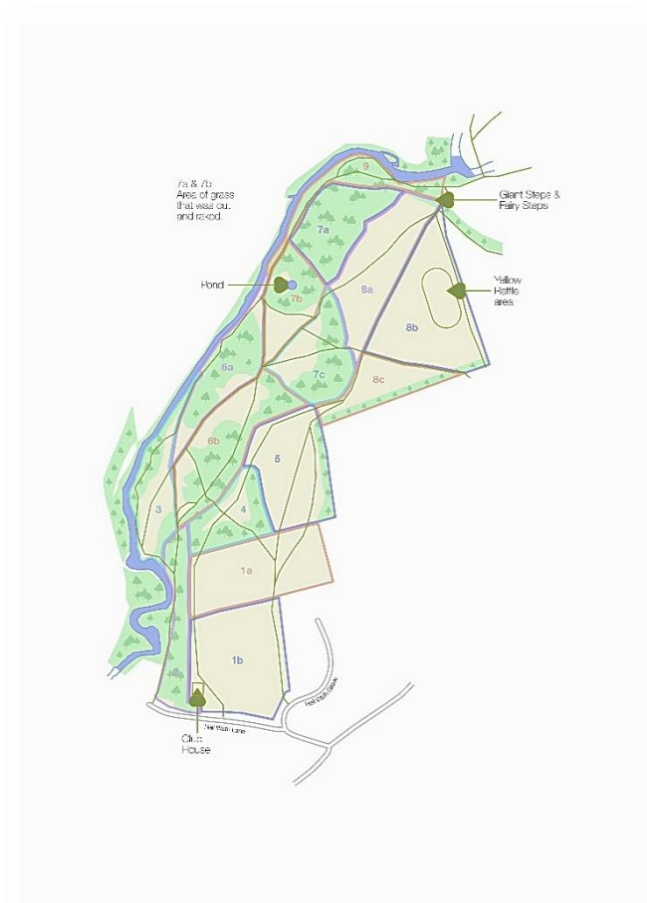 9
7a & 7b
Area of grass
that was cut
and raked.
Giant Steps &
Fairy Steps
7a
Pond
7b
8a
Yellow
Rattle
area
8b
6a
7c
8c
6b
5
3
4
1a
1b
Club
House